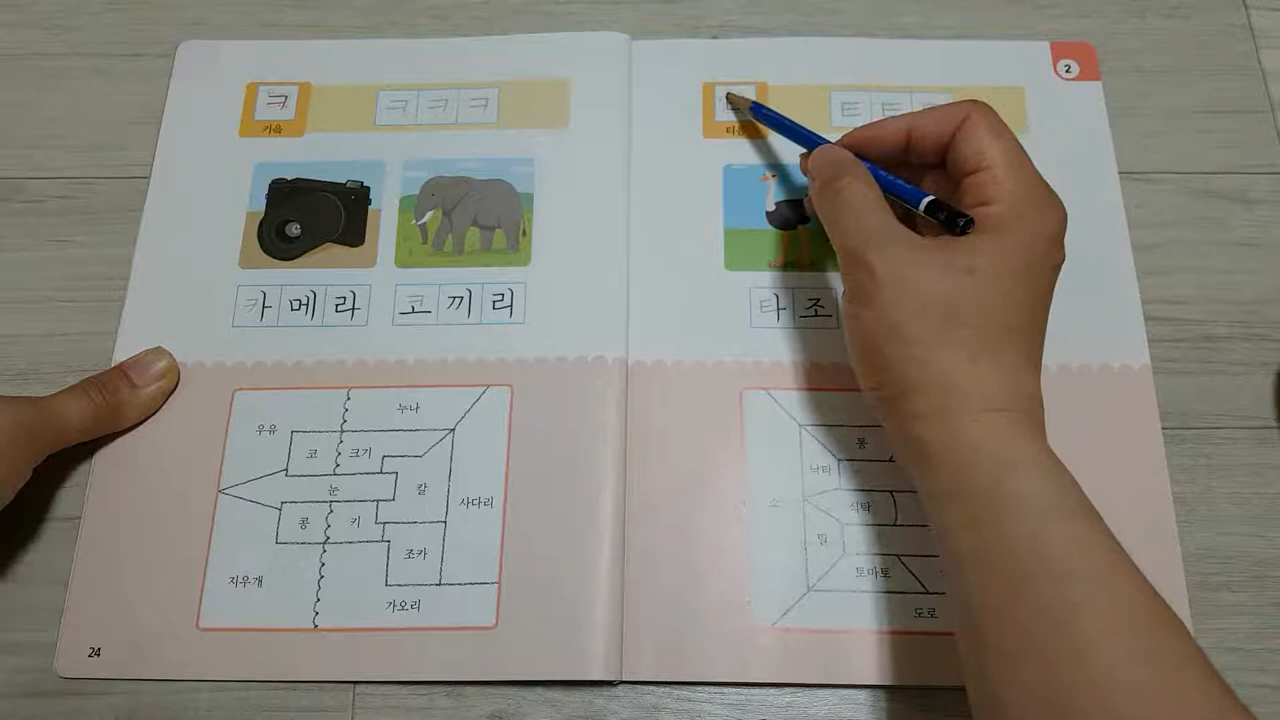 ㅋ
키읔
ㅋ ㅋ ㅋ
카메라 코끼리
우유
누나
코
크기
눈
칼
사다리
콩
키
조카
지우개
가오리
24
2
ㅌ ㅌ
타조
통
낙타
소
식탁
털
토마토
도로